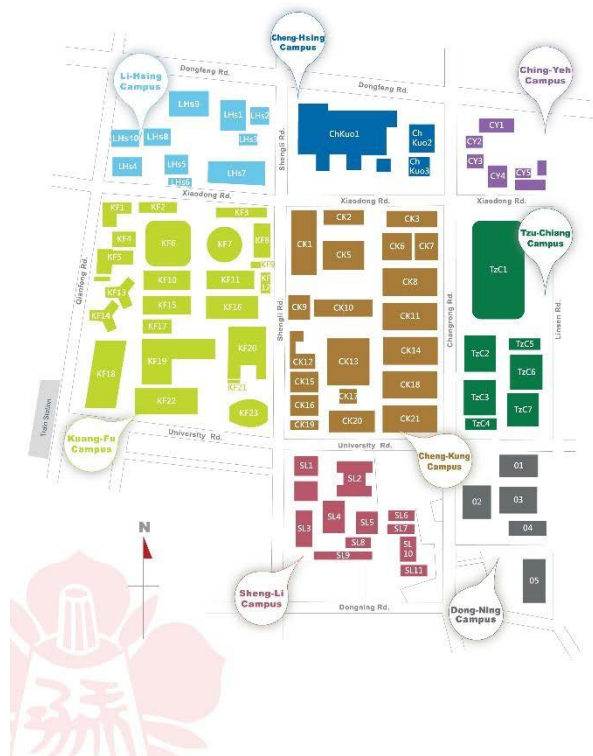 Cheng-Hsing
Campus
Li-Hsing
Campus
Ching-Yeh
Campus
Dongfeng Rd.
Dongfeng Rd.
LHs9
LHs1
LHs2
LHs3
LHs10
LHs8
LHs4
LHs5
LHs6
LHs7
Shengli Rd.
ChKuo1
Ch
Kuo2
Ch
Kuo3
CY1
CY2
CY3
CY4
CY5
Xiaodong Rd.
Xiaodong Rd.
Xiaodong Rd.
KF1
KF2
KF3
KF4
KF5
KF6
KF7
KF8
KF9
KF10
KF11
KF
12
KF13
KF14
KF15
KF16
KF17
KF18
KF19
KF20
KF21
KF22
KF23
Qianfeng Rd.
Shengli Rd.
CK1
CK2
CK3
CK5
CK6
CK7
CK8
CK9
CK10
CK11
CK12
CK13
CK14
CK15
CK16
CK17
CK18
CK19
CK20
CK21
Changrong Rd.
Tzu-Chiang
Campus
TzC1
Linsen Rd.
TzC2
TzC5
TzC6
TzC3
TzC7
TzC4
Train Station
Kuang-Fu
Campus
University Rd.
University Rd.
Cheng-Kung
Campus
SL1
SL2
SL3
SL4
SL5
SL6
SL7
SL8
SL9
SL
10
SL11
01
02
03
04
05
N
Sheng-Li
Campus
Dongning Rd.
Dong-Ning
Campus